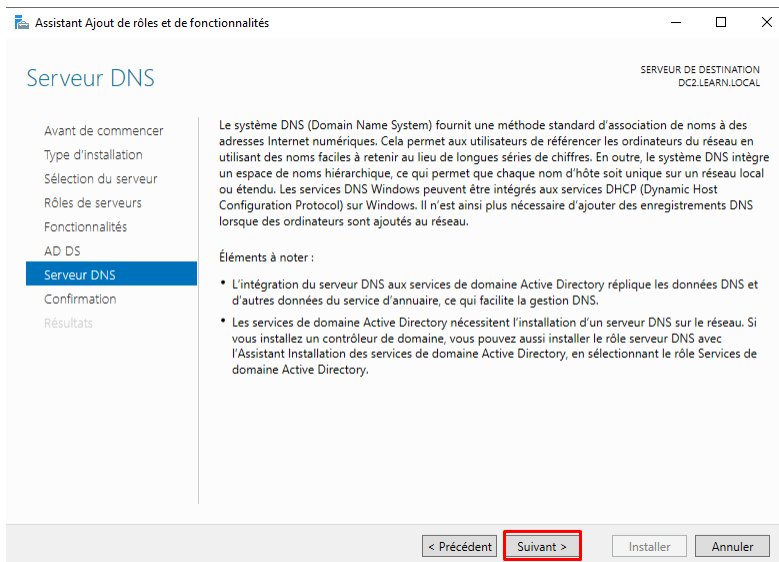 Assistant Ajout de rôles et de fonctionnalités
Serveur DNS
SERVEUR DE DESTINATION
DC2.LEARN.LOCAL
Avant de commencer
Type d'installation
Sélection du serveur
Rôles de serveurs
Fonctionnalités
AD DS
Serveur DNS
Confirmation
Résultats
Le système DNS (Domain Name System) fournit une méthode standard d'association de noms à des
adresses Internet numériques. Cela permet aux utilisateurs de référencer les ordinateurs du réseau en
utilisant des noms faciles à retenir au lieu de longues séries de chiffres. En outre, le système DNS intègre
un espace de noms hiérarchique, ce qui permet que chaque nom d'hôte soit unique sur un réseau local
ou étendu. Les services DNS Windows peuvent être intégrés aux services DHCP (Dynamic Host
Configuration Protocol) sur Windows. Il n'est ainsi plus nécessaire d'ajouter des enregistrements DNS
lorsque des ordinateurs sont ajoutés au réseau.
Éléments à noter :
• L'intégration du serveur DNS aux services de domaine Active Directory réplique les données DNS et
d'autres données du service d'annuaire, ce qui facilite la gestion DNS.
• Les services de domaine Active Directory nécessitent l'installation d'un serveur DNS sur le réseau. Si
vous installez un contrôleur de domaine, vous pouvez aussi installer le rôle serveur DNS avec
l'Assistant Installation des services de domaine Active Directory, en sélectionnant le rôle Services de
domaine Active Directory.
< Précédent
Suivant >
Installer
Annuler